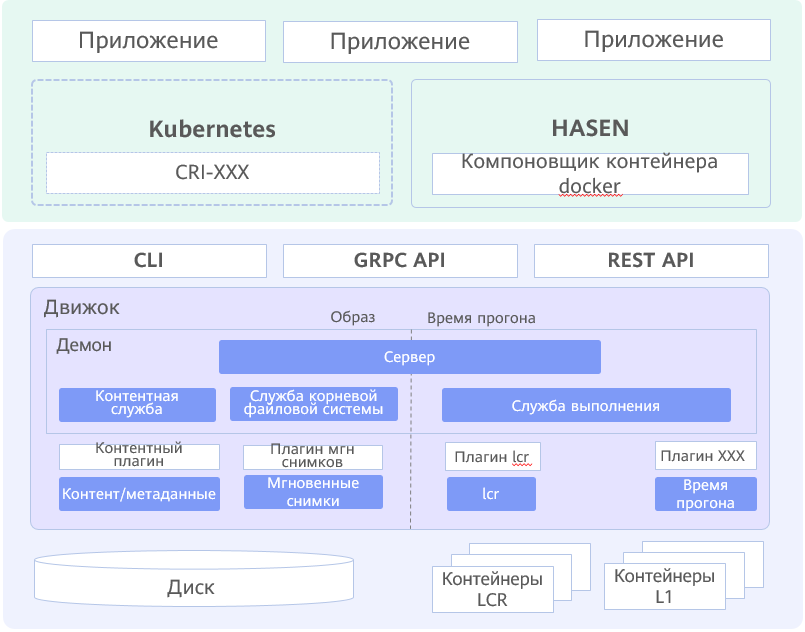 Приложение
Приложение
Приложение
Kubernetes
CRI-XXX
HASEN
Компоновщик контейнера
docker
CLI
GRPC API
REST API
Движок
Образ
Время прогона
Демон
Сервер
Контентная
служба
Служба корневой
файловой системы
Служба выполнения
Контентный
плагин
Плагин мгн
снимков
Плагин lcr
Плагин XXX
Контент/метаданные
Мгновенные
снимки
lcr
Время
прогона
Диск
Контейнеры
LCR
Контейнеры
L1